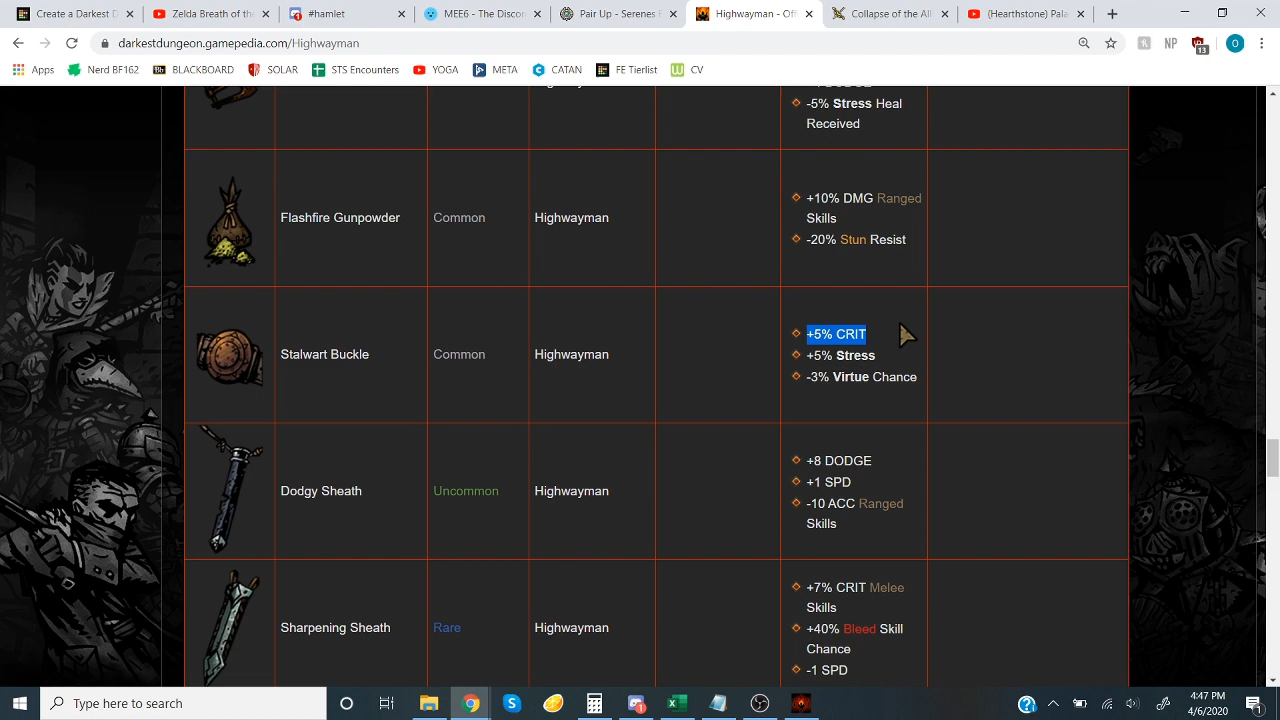 Create a Darkest D
Zelda Breath of the
#hamlet
MEE6 - The Discor
Pair Up - Serenes
Highwayman - Offi
Collapse of the All
(Hearthstone) Pala
darkestdungeon.gamepedia.com/Highwayman
NP
13
O
Apps
Nerd BF162
BLACKBOARD
SOLAR
STS Encounters
YOGA
META
CATAN
FE Tierlist
CV
-5% Stress Heal
Received
Flashfire Gunpowder
Common
Highwayman
+10% DMG Ranged
Skills
-20% Stun Resist
Stalwart Buckle
Common
Highwayman
+5% CRIT
+5% Stress
-3% Virtue Chance
Dodgy Sheath
Uncommon
Highwayman
+8 DODGE
+1 SPD
-10 ACC Ranged
Skills
Sharpening Sheath
Rare
Highwayman
+7% CRIT Melee
Skills
+40% Bleed Skill
Chance
-1 SPD
Type here to search
4:47 PM
4/6/2020